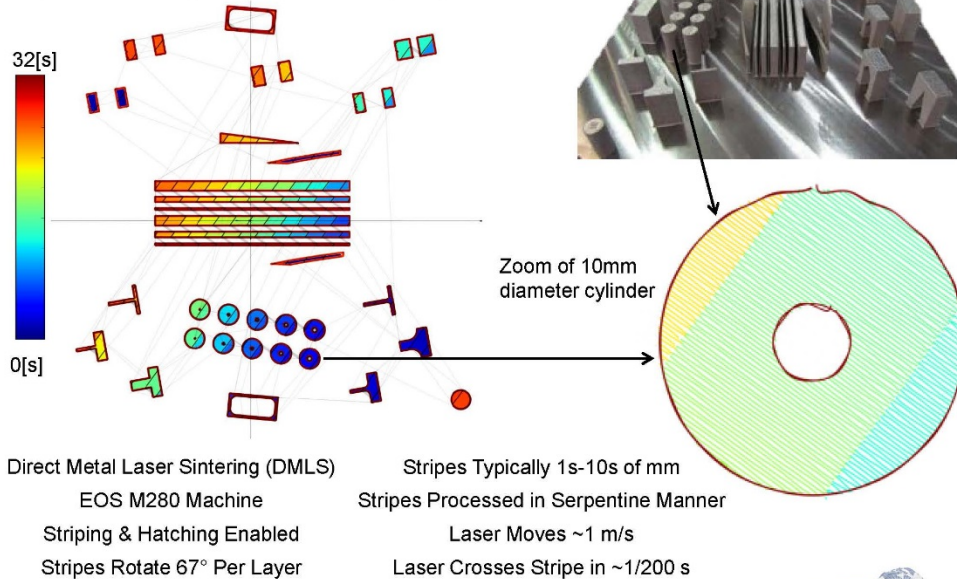 32[s]
0[s]
Zoom of 10mm
diameter cylinder
Direct Metal Laser Sintering (DMLS)
EOS M280 Machine
Striping & Hatching Enabled
Stripes Rotate 67° Per Layer
Stripes Typically 1s-10s of mm
Stripes Processed in Serpentine Manner
Laser Moves ~1 m/s
Laser Crosses Stripe in ~1/200 s